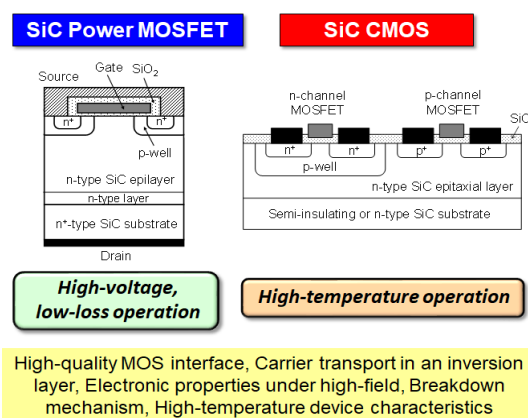 SiC Power MOSFET
SiC CMOS
Source
Gate
SiO2
n+
n+
p-well
n-type SiC epilayer
n-type layer
n+-type SiC substrate
Drain
n-channel
MOSFET
p-channel
MOSFET
n+
n+
p+
p+
p-well
n-type SiC epitaxial layer
Semi-insulating or n-type SiC substrate
High-voltage,
low-loss operation
High-temperature operation
High-quality MOS interface, Carrier transport in an inversion
layer, Electronic properties under high-field, Breakdown
mechanism, High-temperature device characteristics